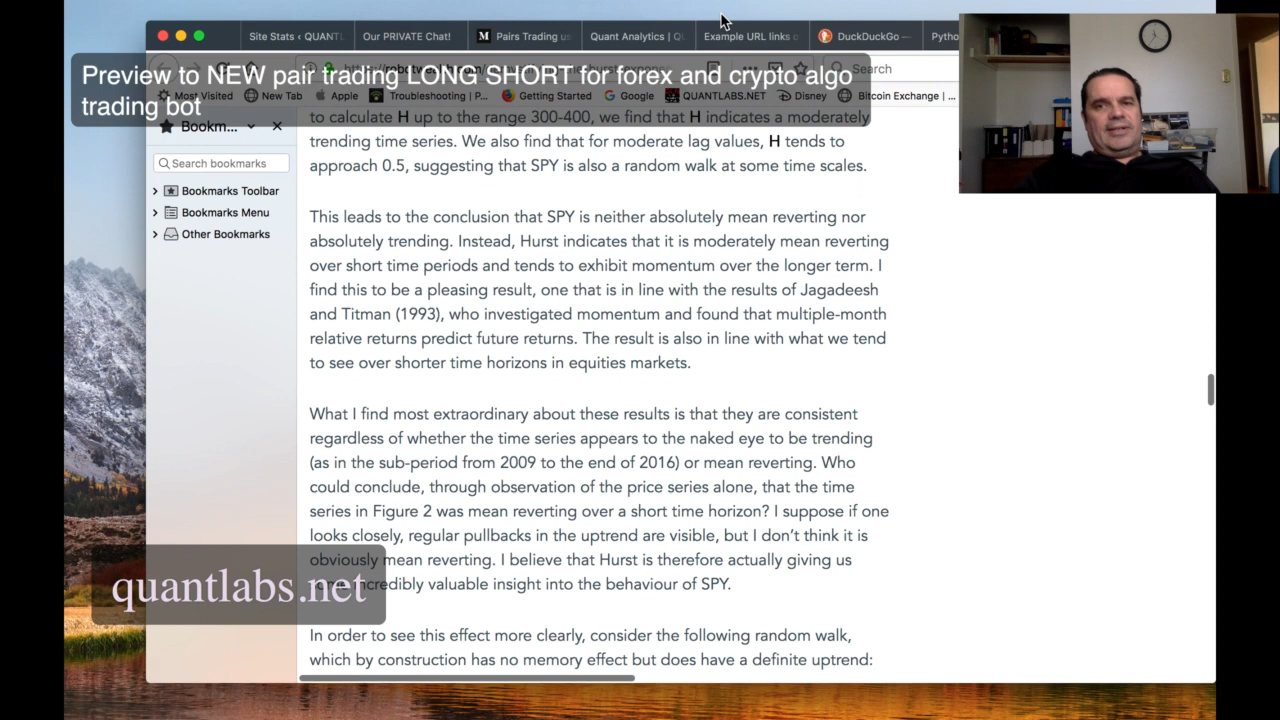 Site Stats ‹ QUANTL
Our PRIVATE Chat!
M Pairs Trading us
Quant Analytics | Q
Example URL links o
DuckDuckGo —
Pytho
Search
Preview to NEW pair trading LONG SHORT for forex and crypto algo
trading bot
Most Visited
New Tab
Apple
Troubleshooting | P...
Getting Started
Google
QUANTLABS.NET
Disney
Bitcoin Exchange | ...
Bookm...
Search bookmarks
Bookmarks Toolbar
Bookmarks Menu
Other Bookmarks
to calculate H up to the range 300-400, we find that H indicates a moderately
trending time series. We also find that for moderate lag values, H tends to
approach 0.5, suggesting that SPY is also a random walk at some time scales.
This leads to the conclusion that SPY is neither absolutely mean reverting nor
absolutely trending. Instead, Hurst indicates that it is moderately mean reverting
over short time periods and tends to exhibit momentum over the longer term. I
find this to be a pleasing result, one that is in line with the results of Jagadeesh
and Titman (1993), who investigated momentum and found that multiple-month
relative returns predict future returns. The result is also in line with what we tend
to see over shorter time horizons in equities markets.
What I find most extraordinary about these results is that they are consistent
regardless of whether the time series appears to the naked eye to be trending
(as in the sub-period from 2009 to the end of 2016) or mean reverting. Who
could conclude, through observation of the price series alone, that the time
series in Figure 2 was mean reverting over a short time horizon? I suppose if one
looks closely, regular pullbacks in the uptrend are visible, but I don't think it is
obviously mean reverting. I believe that Hurst is therefore actually giving us
incredibly valuable insight into the behaviour of SPY.
In order to see this effect more clearly, consider the following random walk,
which by construction has no memory effect but does have a definite uptrend:
quantlabs.net